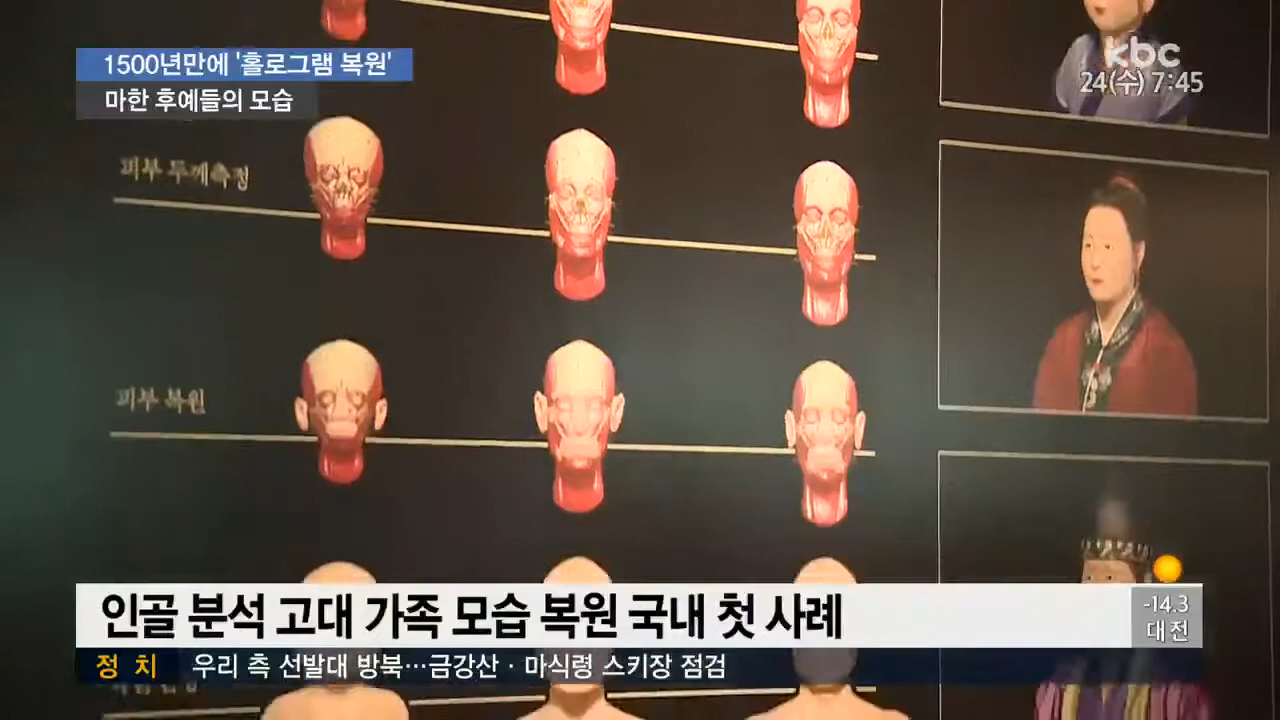 1500년만에 '홀로그램 복원'
마한 후예들의 모습
kbc
24(수) 7:45
피부 두께측정
피부 복원
인골 분석 고대 가족 모습 복원 국내 첫 사례
-14.3
대전
정치 우리 측 선발대 방북…금강산·마식령 스키장 점검